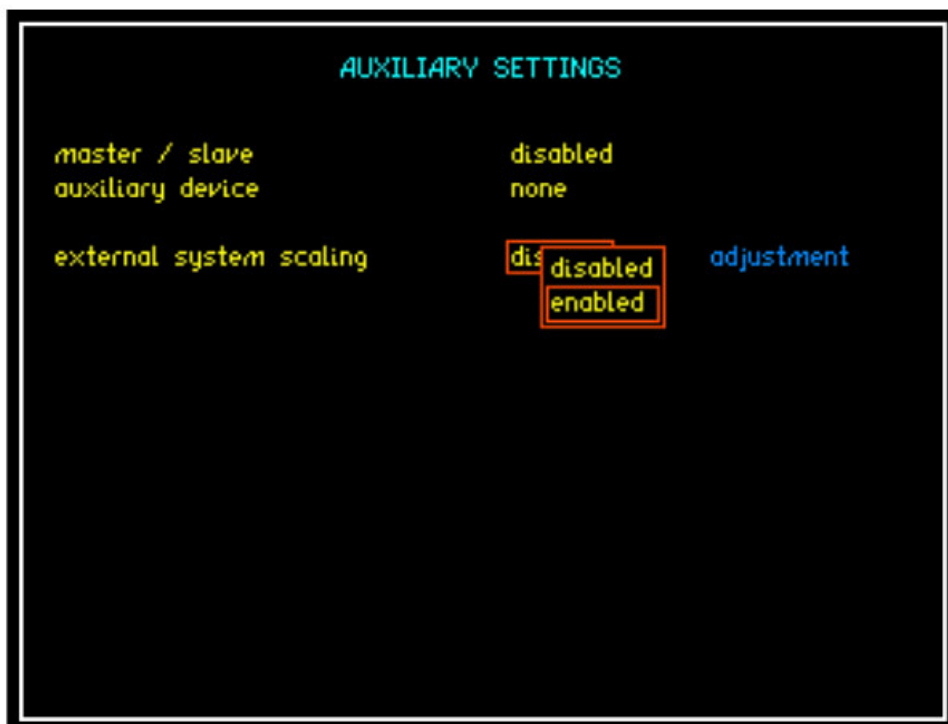 AUXILIARY SETTINGS
master / slave disabled
auxiliary device none
external system scaling dis adjustment
disabled
enabled